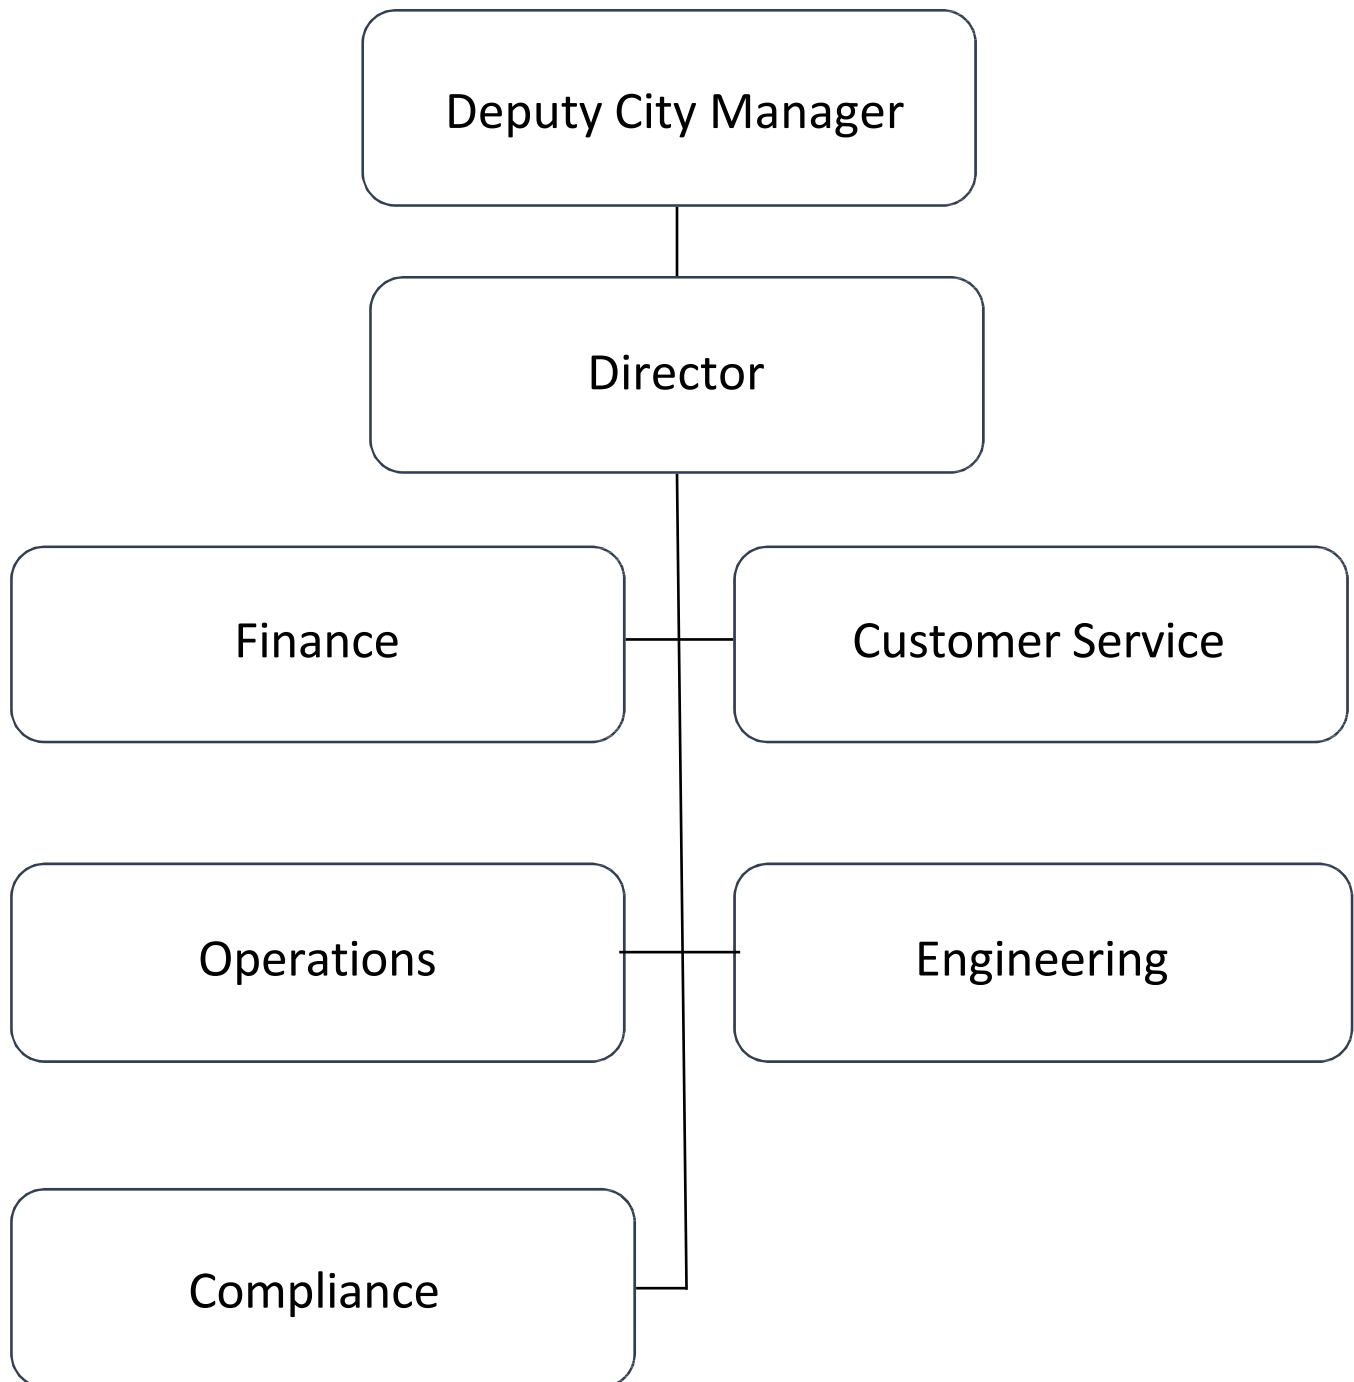 Deputy City Manager
Director
Finance
Customer Service
Operations
Engineering
Compliance